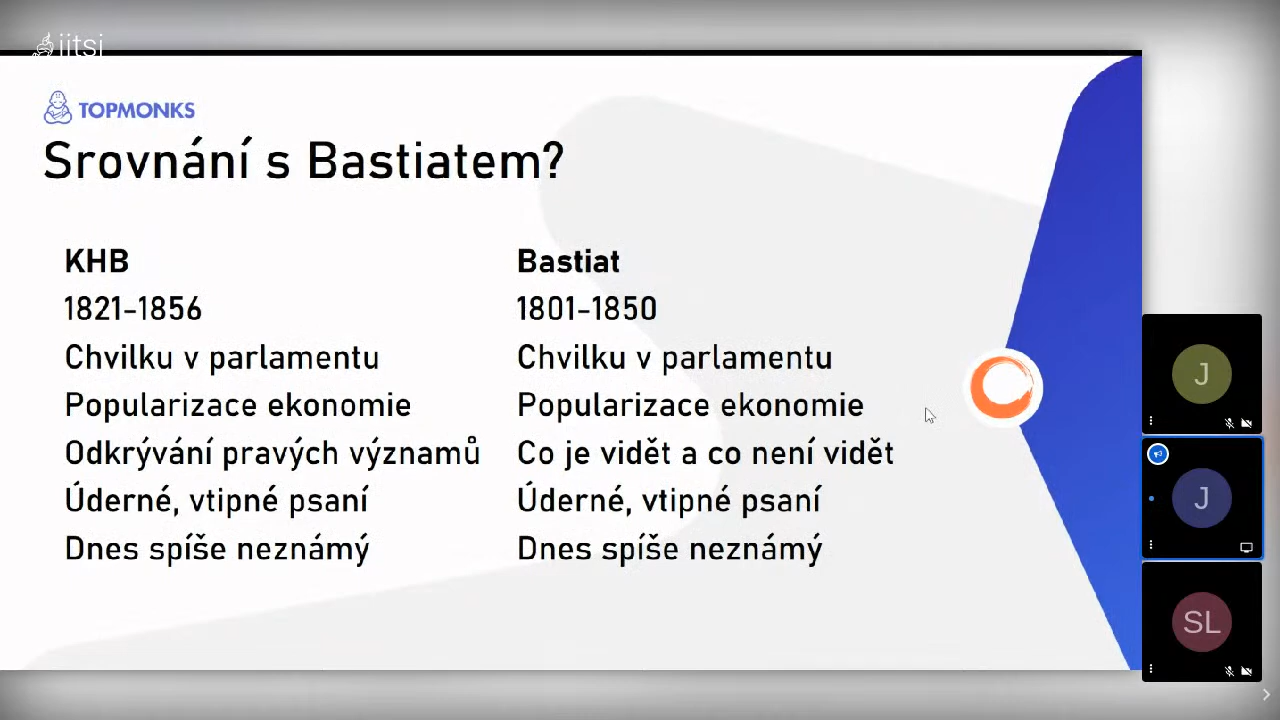 jitsi
TOPMONKS
Srovnání s Bastiatem?
KHB
1821-1856
Chvilku v parlamentu
Popularizace ekonomie
Odkrývání pravých významů
Úderné, vtipné psaní
Dnes spíše neznámý
Bastiat
1801-1850
Chvilku v parlamentu
Popularizace ekonomie
Co je vidět a co není vidět
Úderné, vtipné psaní
Dnes spíše neznámý
J
J
SL